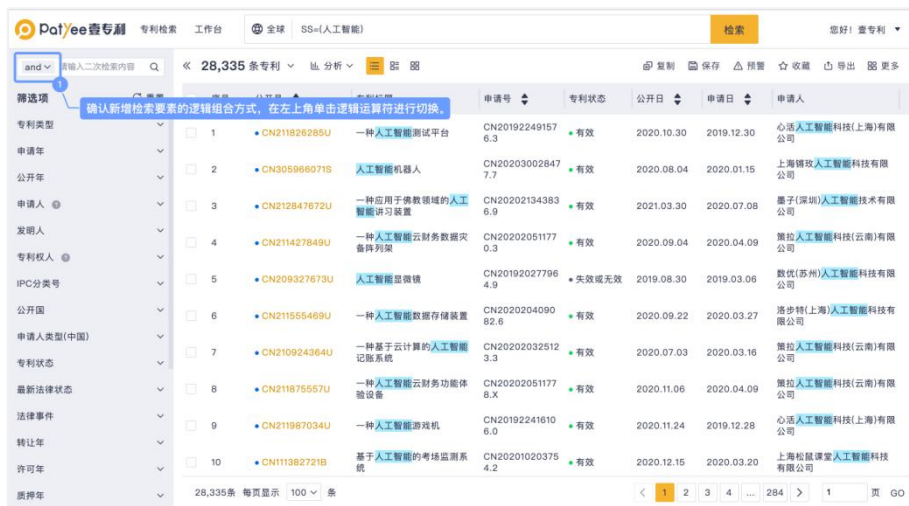 Patyee壹专利 专利检索 工作台 全球 SS=(人工智能) 检索 您好！壹专利
and 请输入二次检索内容 28,335 条专利 分析 复制 保存 预警 收藏 导出 更多
1
确认新增检索要素的逻辑组合方式，在左上角单击逻辑运算符进行切换。
筛选项 申请号 专利状态 公开日 申请日 申请人
专利类型
申请年
公开年
申请人
发明人
专利权人
IPC分类号
公开国
申请人类型(中国)
专利状态
最新法律状态
法律事件
转让年
许可年
质押年
1 CN211826285U 一种人工智能测试平台 CN201922491576.3 有效 2020.10.30 2019.12.30 心活人工智能科技(上海)有限公司
2 CN305966071S 人工智能机器人 CN202030028477.7 有效 2020.08.04 2020.01.15 上海锵玫人工智能科技有限公司
3 CN212847672U 一种应用于佛教领域的人工智能讲习装置 CN202021343836.9 有效 2021.03.30 2020.07.08 墨子(深圳)人工智能技术有限公司
4 CN211427849U 一种人工智能云财务数据灾备阵列架 CN202020511770.3 有效 2020.09.04 2020.04.09 策拉人工智能科技(云南)有限公司
5 CN209327673U 人工智能显微镜 CN201920277964.9 失效或无效 2019.08.30 2019.03.06 数优(苏州)人工智能科技有限公司
6 CN211555469U 一种人工智能数据存储装置 CN202020409082.6 有效 2020.09.22 2020.03.27 洛步特(上海)人工智能科技有限公司
7 CN210924364U 一种基于云计算的人工智能记账系统 CN202020325123.3 有效 2020.07.03 2020.03.16 策拉人工智能科技(云南)有限公司
8 CN211875557U 一种人工智能云财务功能体验设备 CN202020511778.X 有效 2020.11.06 2020.04.09 策拉人工智能科技(云南)有限公司
9 CN211987034U 一种人工智能游戏机 CN201922416106.0 有效 2020.11.24 2019.12.28 心活人工智能科技(上海)有限公司
10 CN111382721B 基于人工智能的考场监测系统 CN202010203754.2 有效 2020.12.15 2020.03.20 上海松鼠课堂人工智能科技有限公司
28,335条 每页显示 100 条 1 2 3 4 ... 284 1 页 GO